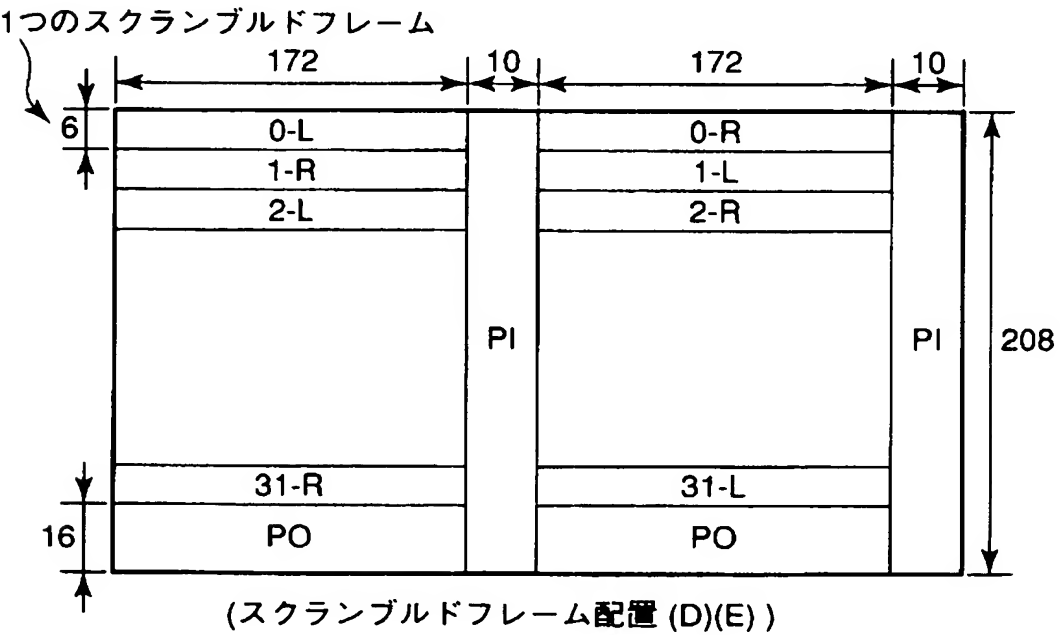 1つのスクランブルドフレーム
172 10 172 10
6 0-L 0-R
1-R 1-L
2-L 2-R
PI PI 208
31-R 31-L
16 PO PO
(スクランブルドフレーム配置 (D)(E) )